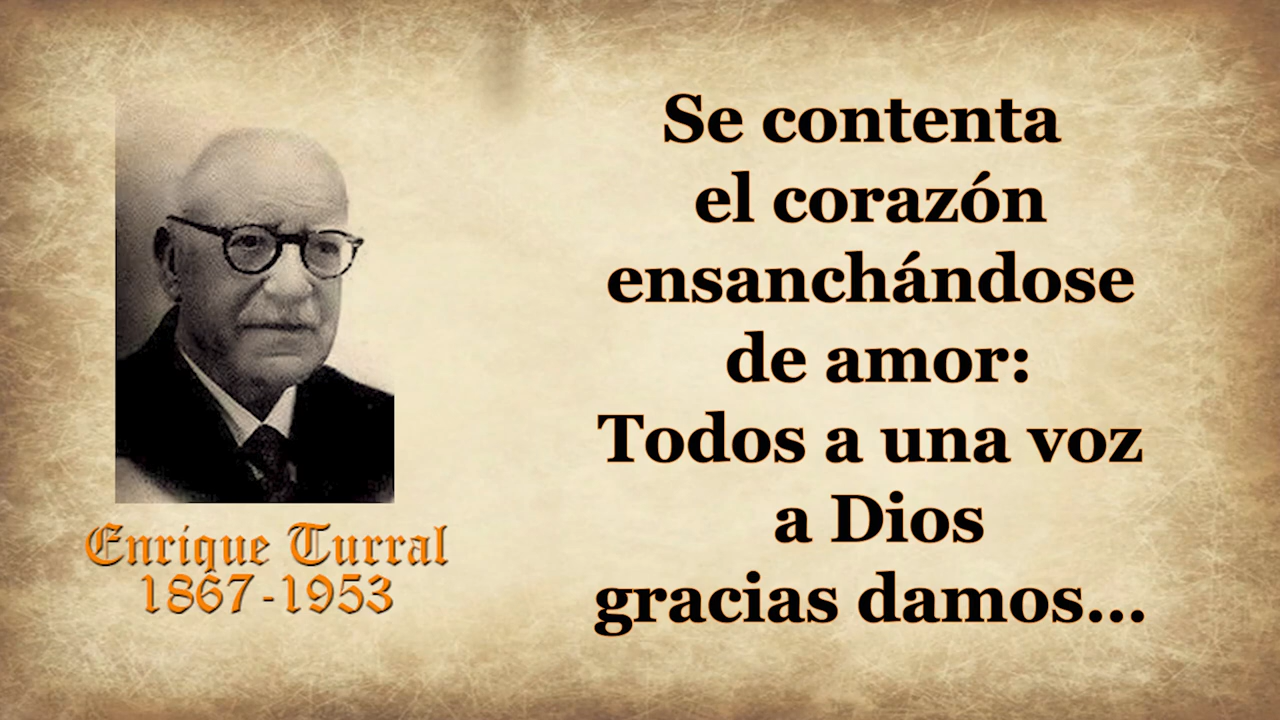 Se contenta
el corazón
ensanchándose
de amor:
Todos a una voz
a Dios
gracias damos...
Enrique Turral
1867-1953